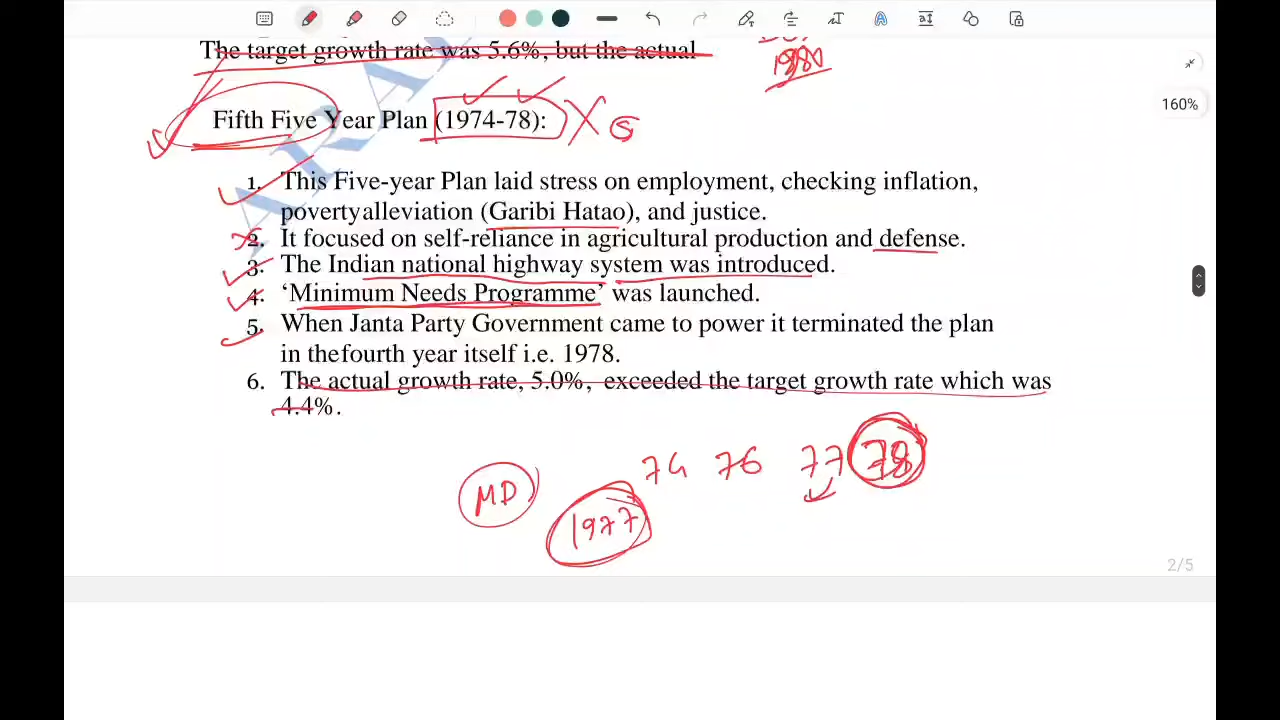 The target growth rate was 5.6%, but the actual
1980
160%
Fifth Five Year Plan (1974-78):
X 5
1. This Five-year Plan laid stress on employment, checking inflation,
povertyalleviation (Garibi Hatao), and justice.
2. It focused on self-reliance in agricultural production and defense.
3. The Indian national highway system was introduced.
4. ‘Minimum Needs Programme’ was launched.
5. When Janta Party Government came to power it terminated the plan
in thefourth year itself i.e. 1978.
6. The actual growth rate, 5.0%, exceeded the target growth rate which was
4.4%.
74 76 77 78
MD 1977
2/5